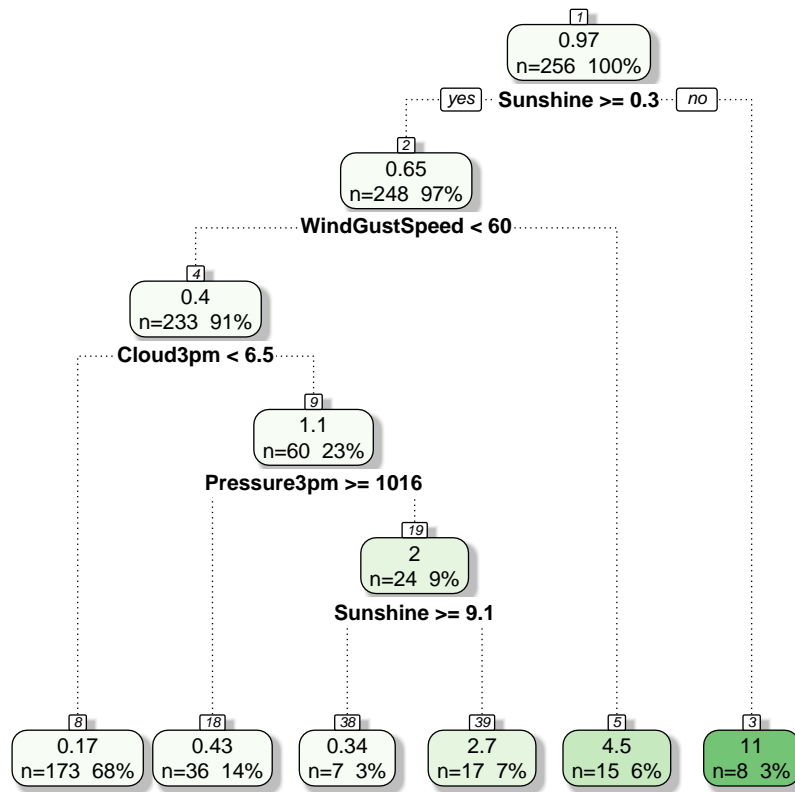 1
0.97
n=256 100%
yes Sunshine >= 0.3 no
2
0.65
n=248 97%
WindGustSpeed < 60
4
0.4
n=233 91%
Cloud3pm < 6.5
9
1.1
n=60 23%
Pressure3pm >= 1016
19
2
n=24 9%
Sunshine >= 9.1
8
0.17
n=173 68%
18
0.43
n=36 14%
38
0.34
n=7 3%
39
2.7
n=17 7%
5
4.5
n=15 6%
3
11
n=8 3%